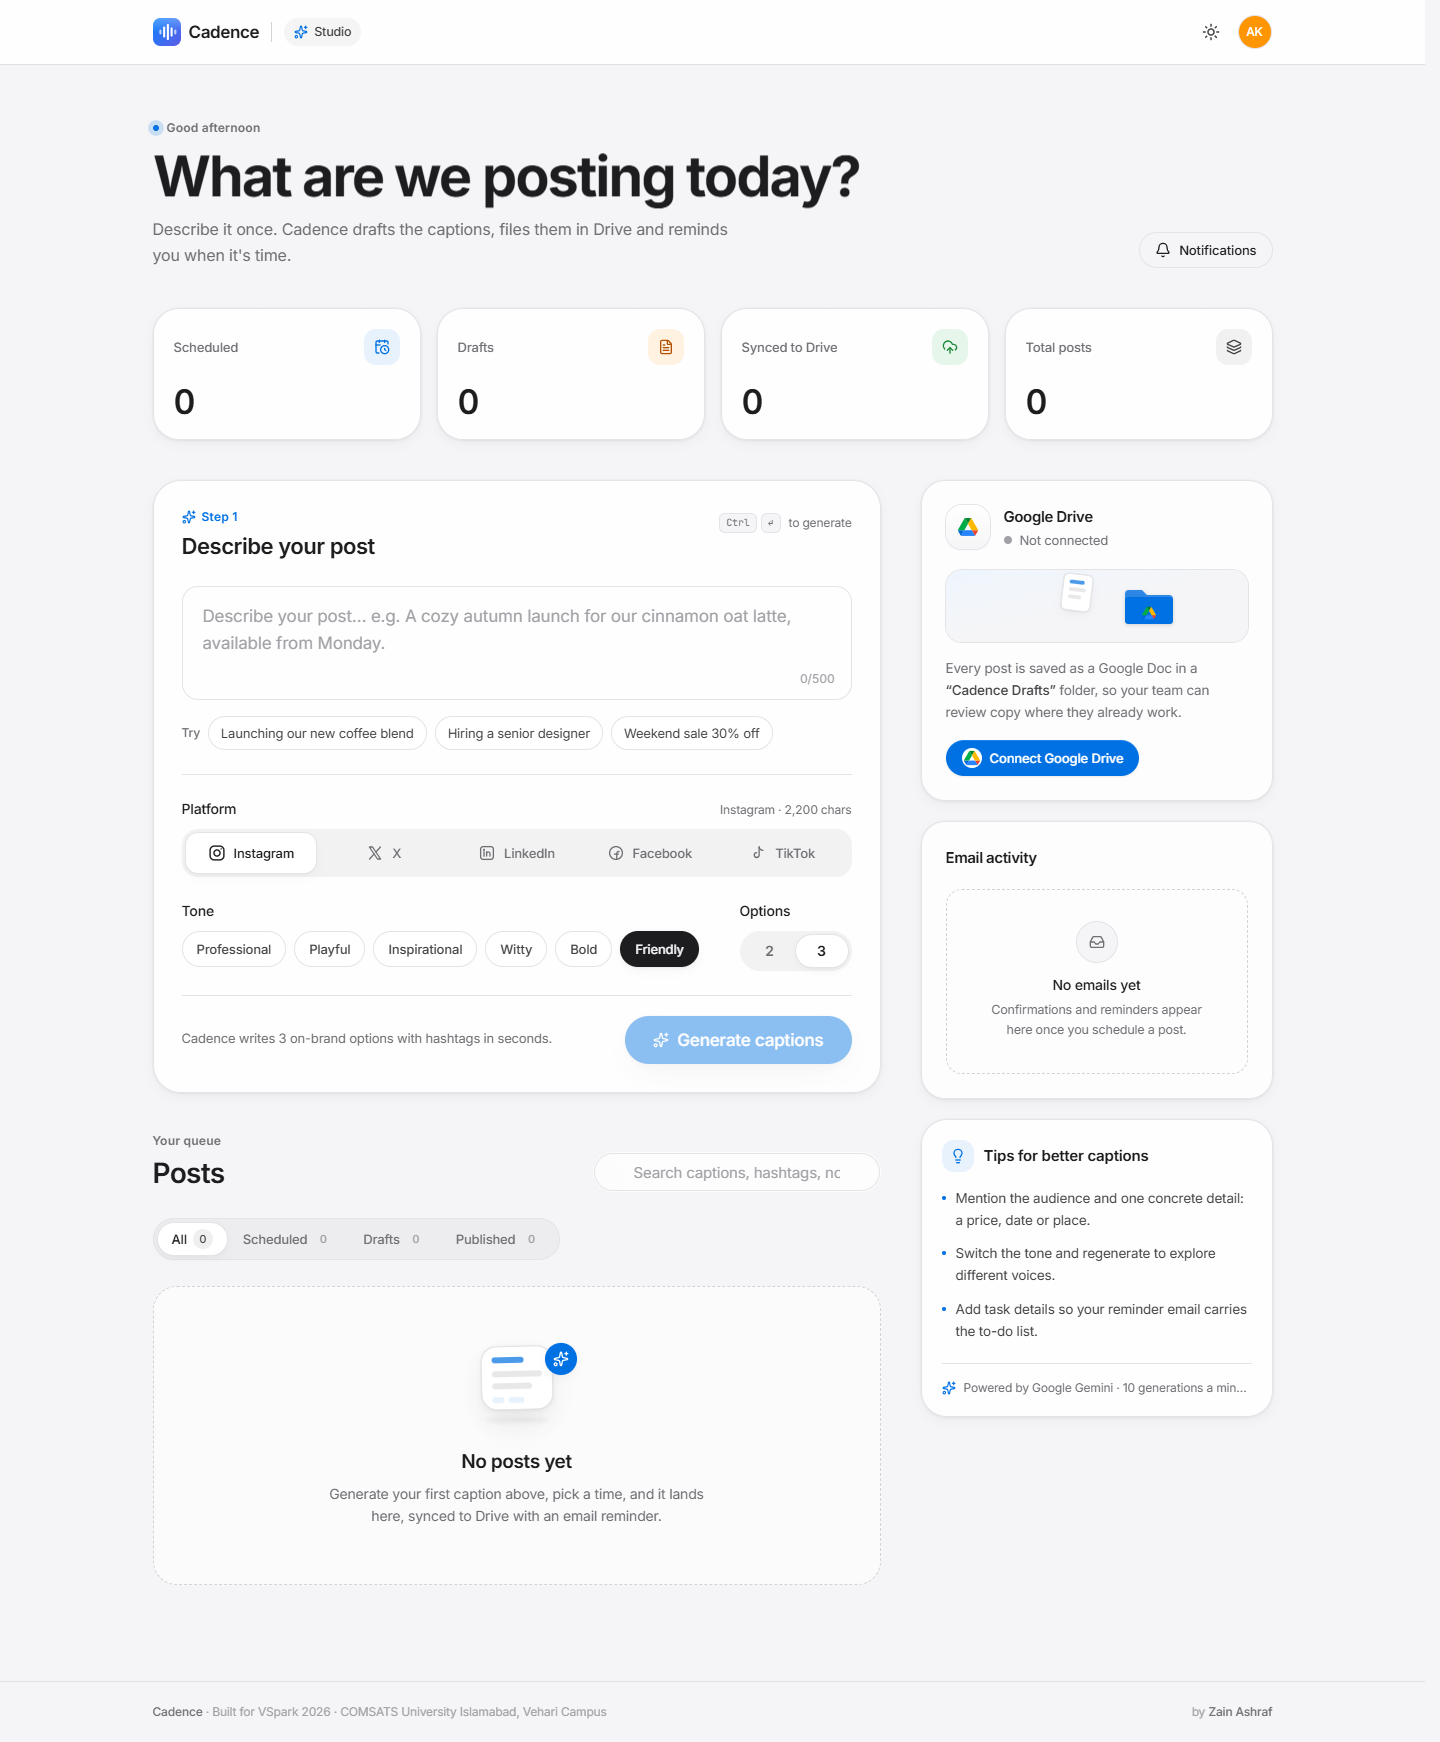 Cadence
Studio
AK
Good afternoon
What are we posting today?
Describe it once. Cadence drafts the captions, files them in Drive and reminds
you when it's time.
Notifications
Scheduled
0
Drafts
0
Synced to Drive
0
Total posts
0
Step 1
Ctrl ↵ to generate
Describe your post
Describe your post... e.g. A cozy autumn launch for our cinnamon oat latte,
available from Monday.
0/500
Try
Launching our new coffee blend
Hiring a senior designer
Weekend sale 30% off
Platform
Instagram · 2,200 chars
Instagram
X
LinkedIn
Facebook
TikTok
Tone
Options
Professional
Playful
Inspirational
Witty
Bold
Friendly
2
3
Cadence writes 3 on-brand options with hashtags in seconds.
Generate captions
Google Drive
Not connected
Every post is saved as a Google Doc in a
“Cadence Drafts” folder, so your team can
review copy where they already work.
Connect Google Drive
Email activity
No emails yet
Confirmations and reminders appear
here once you schedule a post.
Tips for better captions
Mention the audience and one concrete detail:
a price, date or place.
Switch the tone and regenerate to explore
different voices.
Add task details so your reminder email carries
the to-do list.
Powered by Google Gemini · 10 generations a min...
Your queue
Posts
Search captions, hashtags, nc
All 0
Scheduled 0
Drafts 0
Published 0
No posts yet
Generate your first caption above, pick a time, and it lands
here, synced to Drive with an email reminder.
Cadence · Built for VSpark 2026 · COMSATS University Islamabad, Vehari Campus
by Zain Ashraf